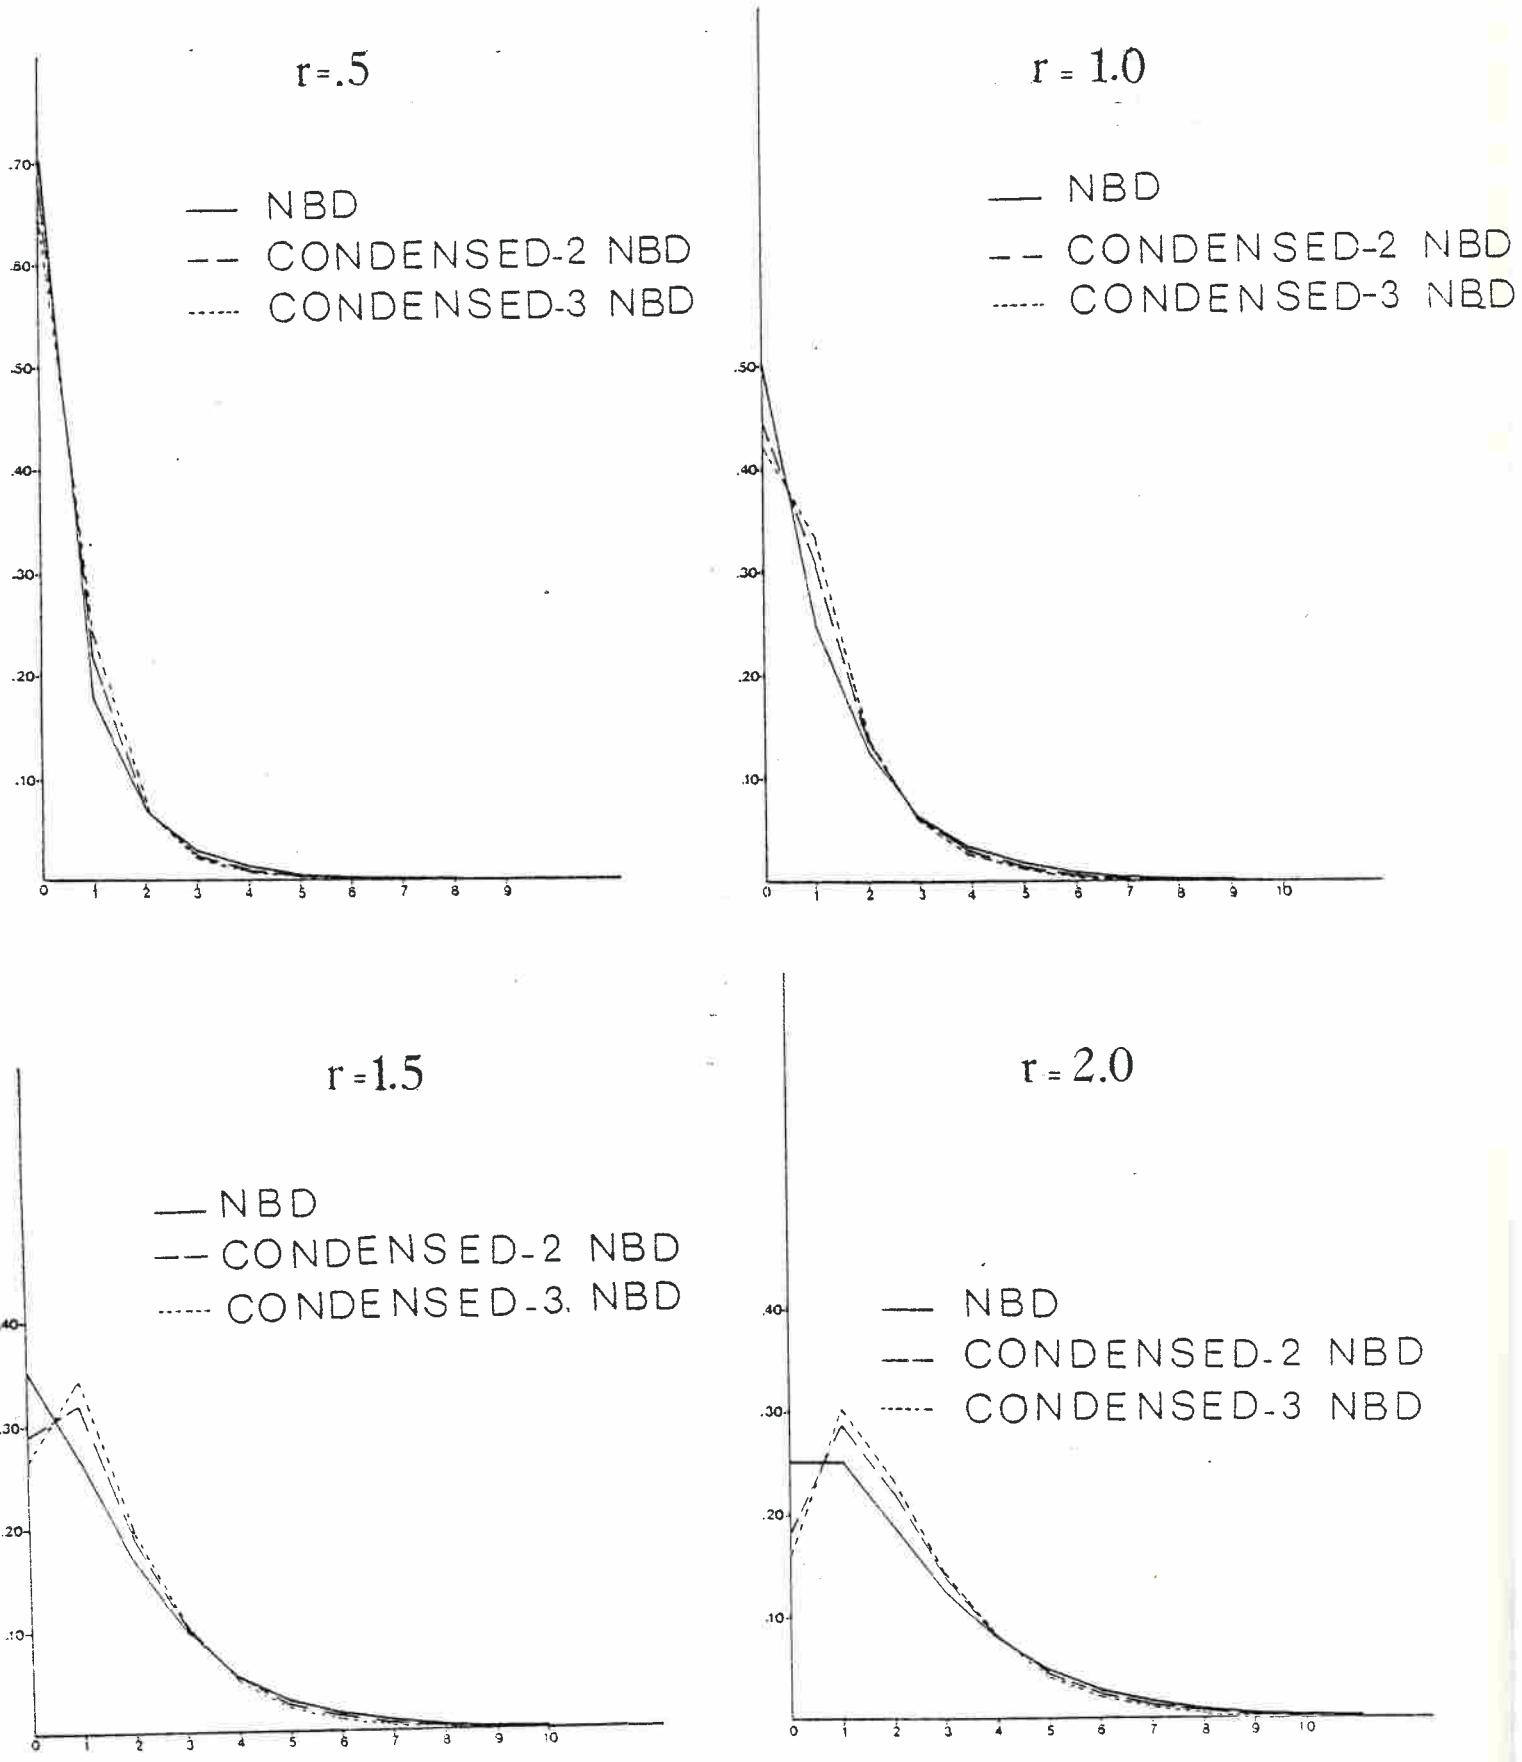 r=.5
NBD
CONDENSED-2 NBD
CONDENSED-3 NBD
.70
.60
.50
.40
.30
.20
.10
0 1 2 3 4 5 6 7 8 9
r = 1.0
NBD
CONDENSED-2 NBD
CONDENSED-3 NBD
.50
.40
.30
.20
.10
0 1 2 3 4 5 6 7 8 9 10
r =1.5
NBD
CONDENSED-2 NBD
CONDENSED-3. NBD
.40
.30
.20
.10
0 1 2 3 4 5 6 7 8 9 10
r = 2.0
NBD
CONDENSED-2 NBD
CONDENSED-3 NBD
.40
.30
.20
.10
0 1 2 3 4 5 6 7 8 9 10